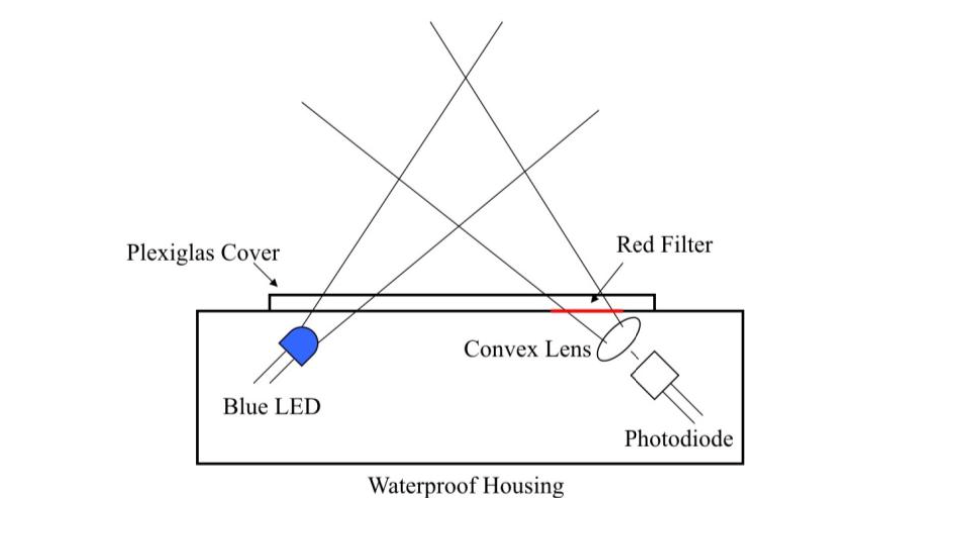 Plexiglas Cover
Red Filter
Convex Lens
Blue LED
Photodiode
Waterproof Housing